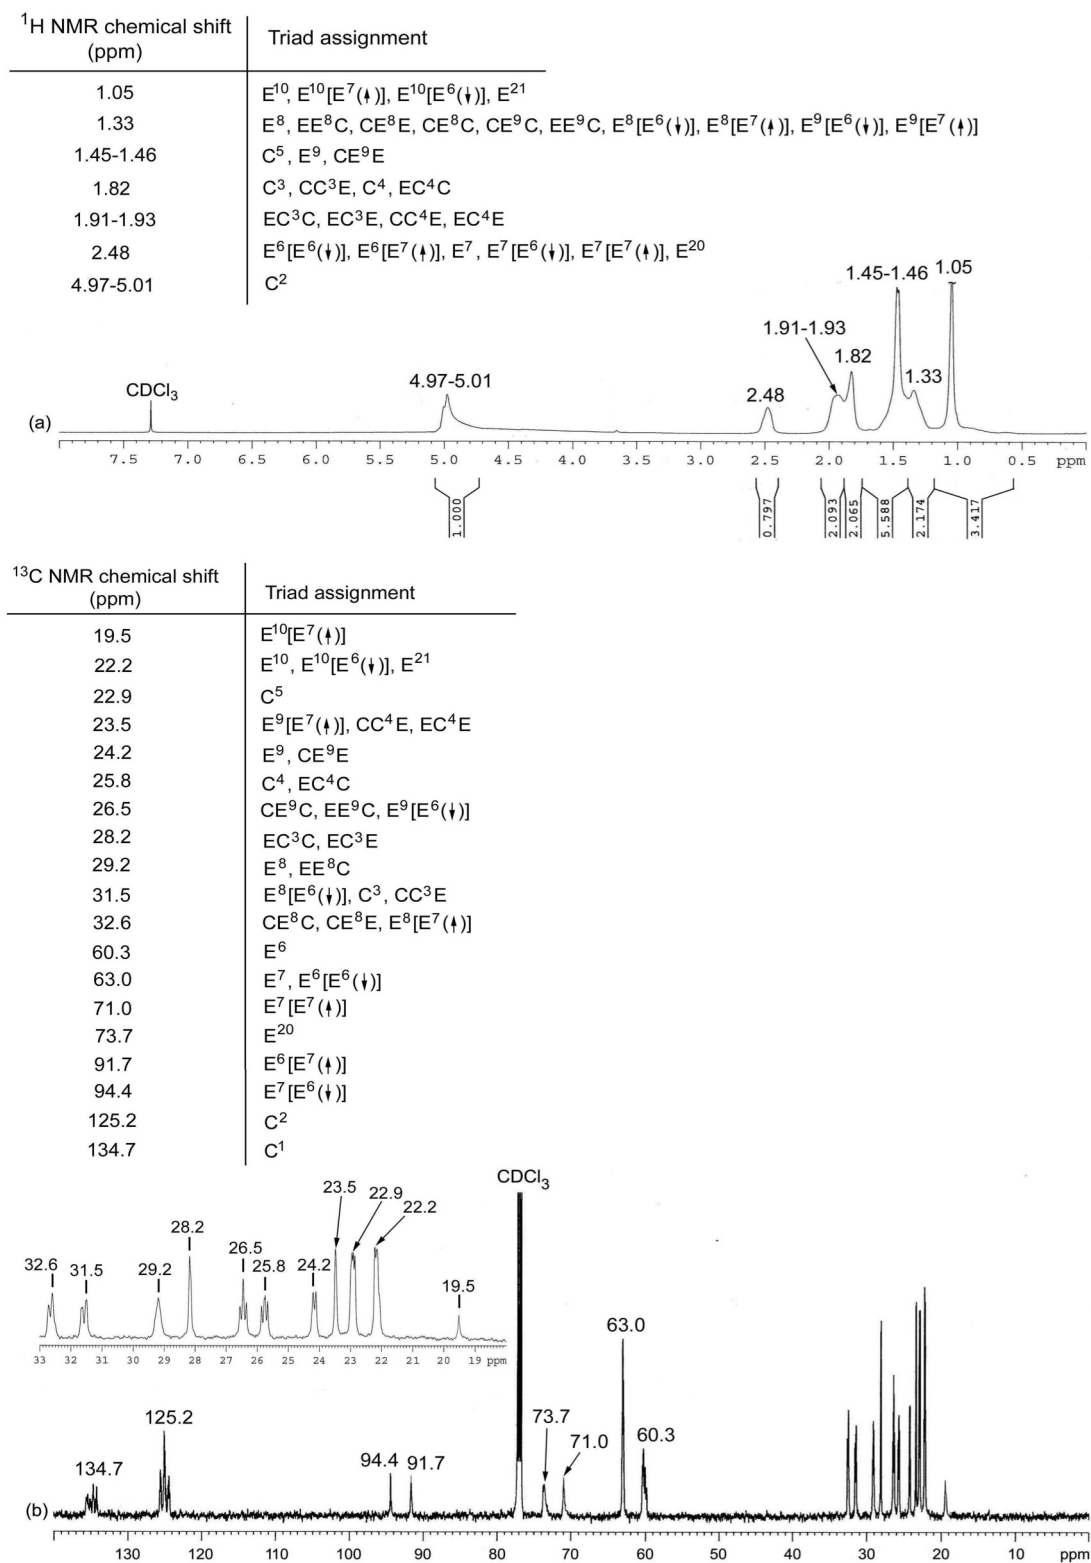 ¹H NMR chemical shift (ppm) Triad assignment
1.05 E¹⁰, E¹⁰[E⁷(↑)], E¹⁰[E⁶(↓)], E²¹
1.33 E⁸, EE⁸C, CE⁸E, CE⁸C, CE⁹C, EE⁹C, E⁸[E⁶(↓)], E⁸[E⁷(↑)], E⁹[E⁶(↓)], E⁹[E⁷(↑)]
1.45-1.46 C⁵, E⁹, CE⁹E
1.82 C³, CC³E, C⁴, EC⁴C
1.91-1.93 EC³C, EC³E, CC⁴E, EC⁴E
2.48 E⁶[E⁶(↓)], E⁶[E⁷(↑)], E⁷, E⁷[E⁶(↓)], E⁷[E⁷(↑)], E²⁰
4.97-5.01 C²
1.45-1.46 1.05
1.91-1.93
1.82
1.33
CDCl₃ 4.97-5.01 2.48
(a)
7.5 7.0 6.5 6.0 5.5 5.0 4.5 4.0 3.5 3.0 2.5 2.0 1.5 1.0 0.5 ppm
1.000 0.797 2.093 2.065 5.588 2.174 3.417
¹³C NMR chemical shift (ppm) Triad assignment
19.5 E¹⁰[E⁷(↑)]
22.2 E¹⁰, E¹⁰[E⁶(↓)], E²¹
22.9 C⁵
23.5 E⁹[E⁷(↑)], CC⁴E, EC⁴E
24.2 E⁹, CE⁹E
25.8 C⁴, EC⁴C
26.5 CE⁹C, EE⁹C, E⁹[E⁶(↓)]
28.2 EC³C, EC³E
29.2 E⁸, EE⁸C
31.5 E⁸[E⁶(↓)], C³, CC³E
32.6 CE⁸C, CE⁸E, E⁸[E⁷(↑)]
60.3 E⁶
63.0 E⁷, E⁶[E⁶(↓)]
71.0 E⁷[E⁷(↑)]
73.7 E²⁰
91.7 E⁶[E⁷(↑)]
94.4 E⁷[E⁶(↓)]
125.2 C²
134.7 C¹
CDCl₃
23.5 22.9 22.2
28.2
32.6 31.5 29.2 26.5 25.8 24.2 19.5
33 32 31 30 29 28 27 26 25 24 23 22 21 20 19 ppm
63.0
125.2 73.7 60.3
134.7 94.4 91.7 71.0
(b)
130 120 110 100 90 80 70 60 50 40 30 20 10 ppm